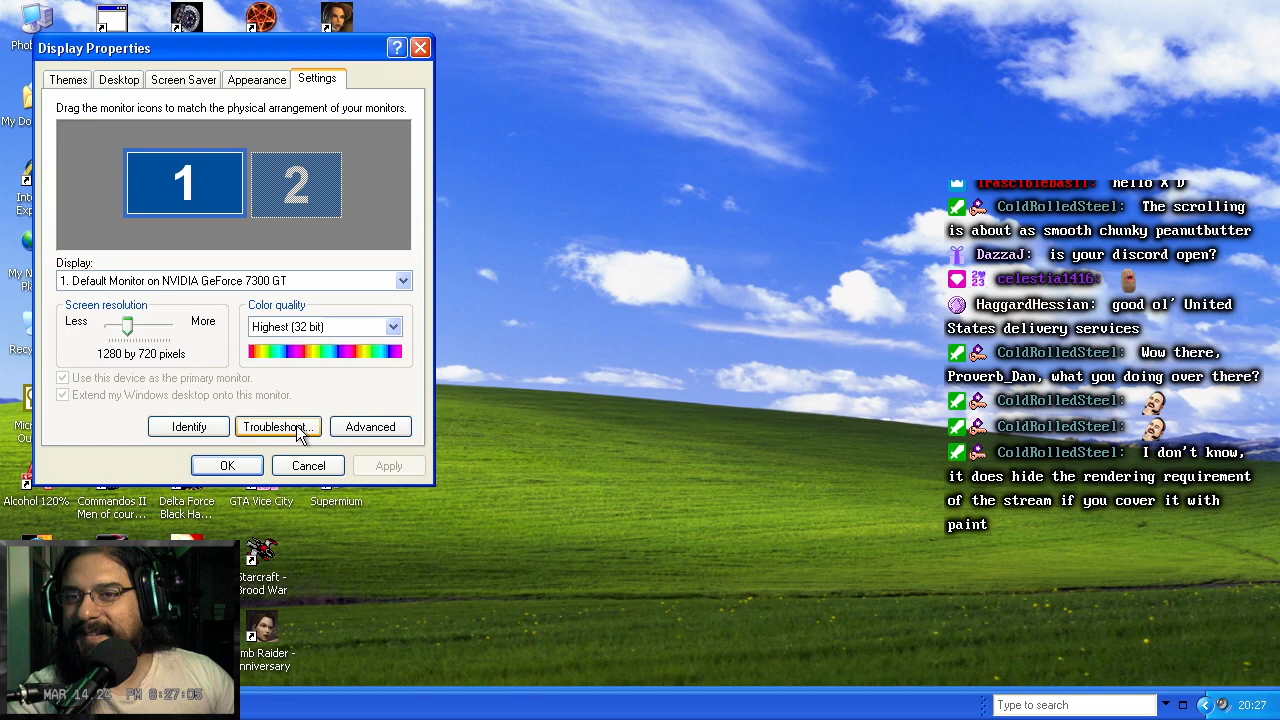 Display Properties
Themes
Desktop
Screen Saver
Appearance
Settings
Drag the monitor icons to match the physical arrangement of your monitors.
1
2
Display:
1. Default Monitor on NVIDIA GeForce 7300 GT
Screen resolution
Less
More
1280 by 720 pixels
Color quality
Highest (32 bit)
Use this device as the primary monitor.
Extend my Windows desktop onto this monitor.
Identify
Advanced
OK
Cancel
Apply
My Do
Alcohol 120%
Commandos II
Men of cour...
Delta Force
Black Ha...
GTA Vice City
Supermium
Starcraft -
Brood War
MAR 14.24 PM 8:27:05
IrascibleBasil: hello X D
ColdRolledSteel: The scrolling
is about as smooth chunky peanutbutter
DazzaJ: is your discord open?
celestia1416:
HaggardHessian: good ol' United
States delivery services
ColdRolledSteel: Wow there,
Proverb_Dan, what you doing over there?
ColdRolledSteel:
ColdRolledSteel:
ColdRolledSteel: I don't know,
it does hide the rendering requirement
of the stream if you cover it with
paint
Type to search
20:27